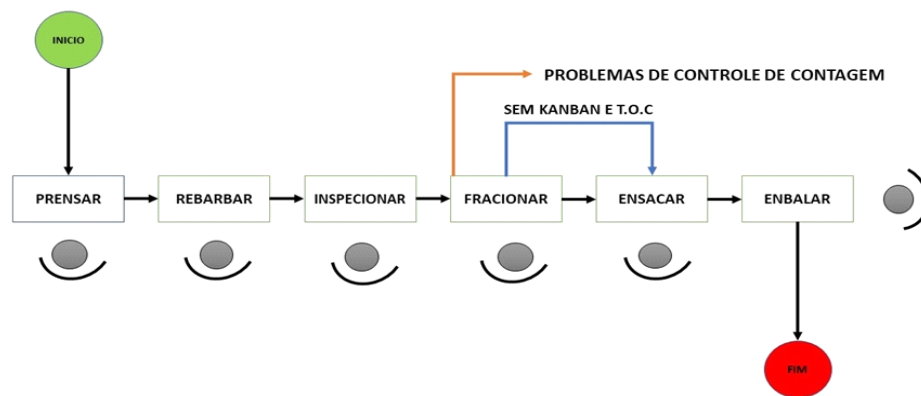 INICIO
PROBLEMAS DE CONTROLE DE CONTAGEM
SEM KANBAN E T.O.C
PRENSAR
REBARBAR
INSPECIONAR
FRACIONAR
ENSACAR
ENBALAR
FIM